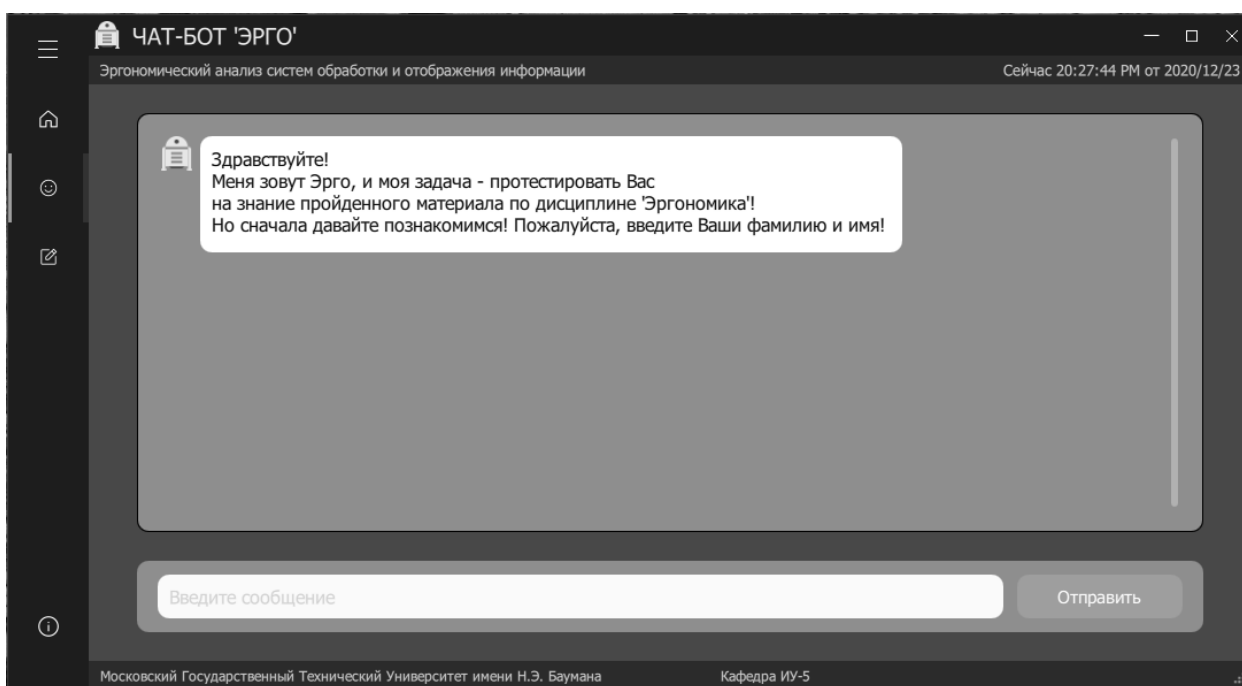 ЧАТ-БОТ 'ЭРГО'
Эргономический анализ систем обработки и отображения информации
Сейчас 20:27:44 PM от 2020/12/23
Здравствуйте!
Меня зовут Эрго, и моя задача - протестировать Вас
на знание пройденного материала по дисциплине 'Эргономика'!
Но сначала давайте познакомимся! Пожалуйста, введите Ваши фамилию и имя!
Введите сообщение
Отправить
Московский Государственный Технический Университет имени Н.Э. Баумана
Кафедра ИУ-5